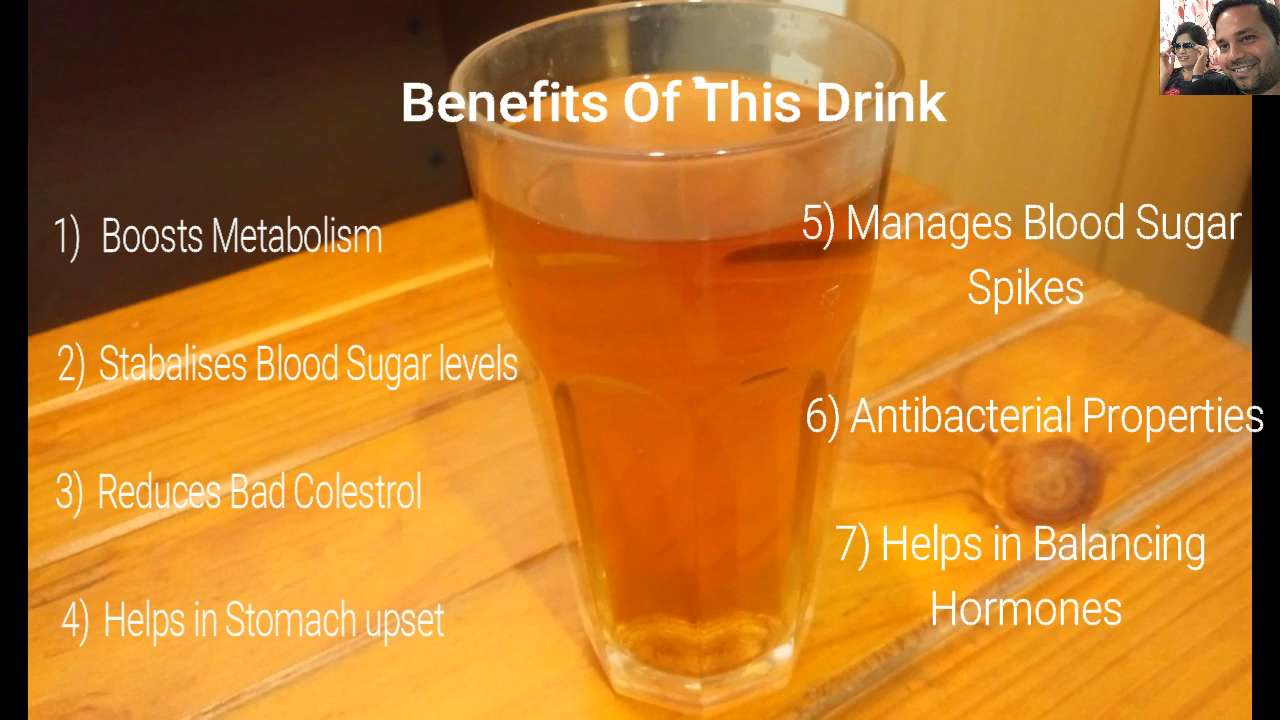 Benefits Of This Drink
1) Boosts Metabolism
2) Stabalises Blood Sugar levels
3) Reduces Bad Colestrol
4) Helps in Stomach upset
5) Manages Blood Sugar
Spikes
6) Antibacterial Properties
7) Helps in Balancing
Hormones